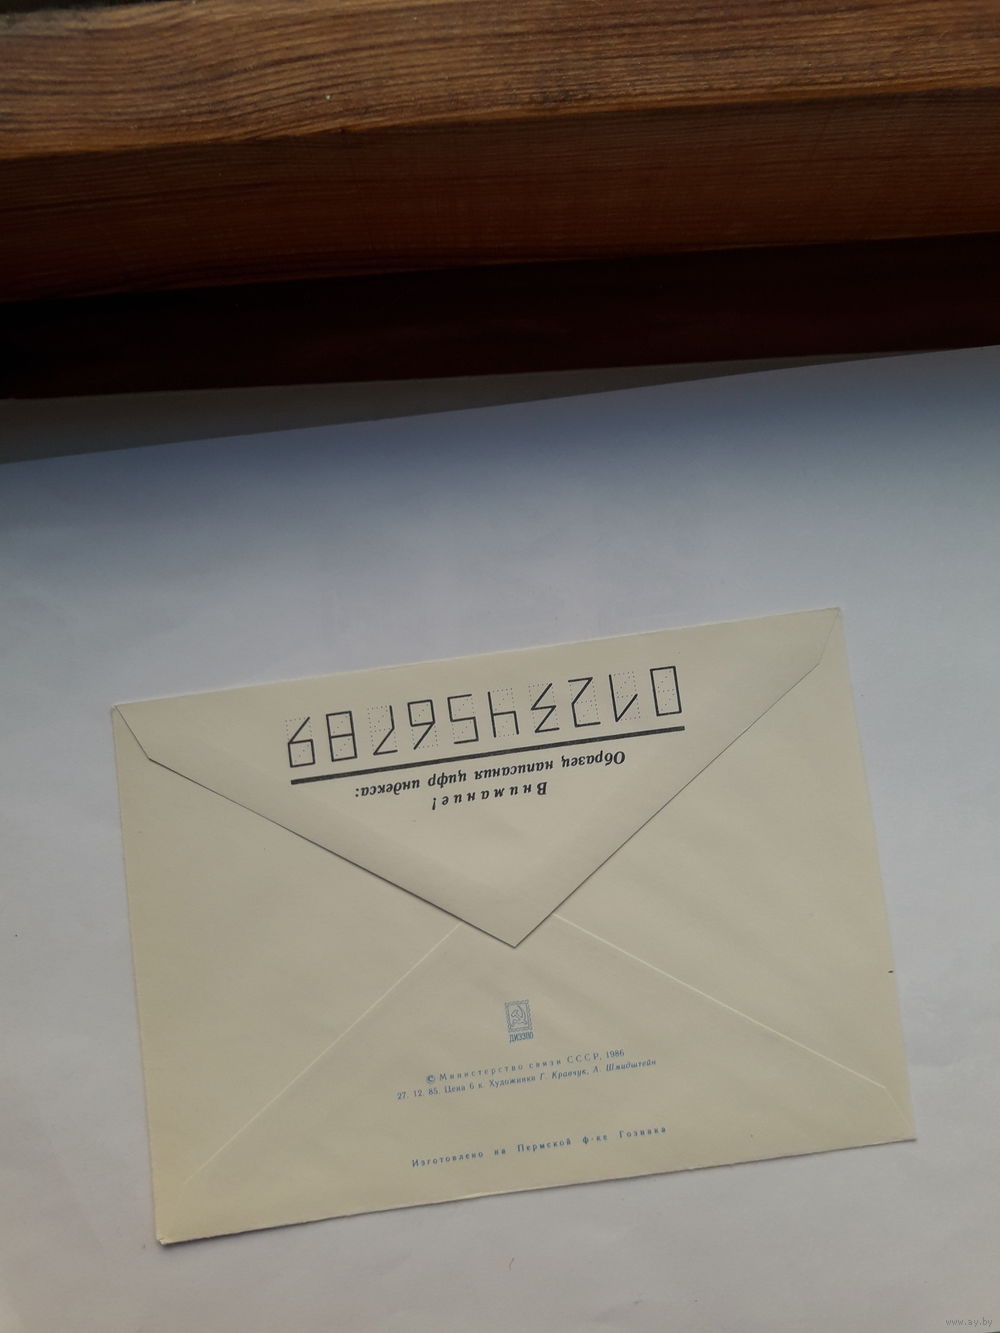 Внимание!
Образец написания цифр индекса:
0123456789
ДИЭЗПО
© Министерство связи СССР, 1986
27. 12. 85. Цена 6 к. Художники Г. Кравчук, Л. Шмидштейн
Изготовлено на Пермской ф-ке Гознака
www.ay.by